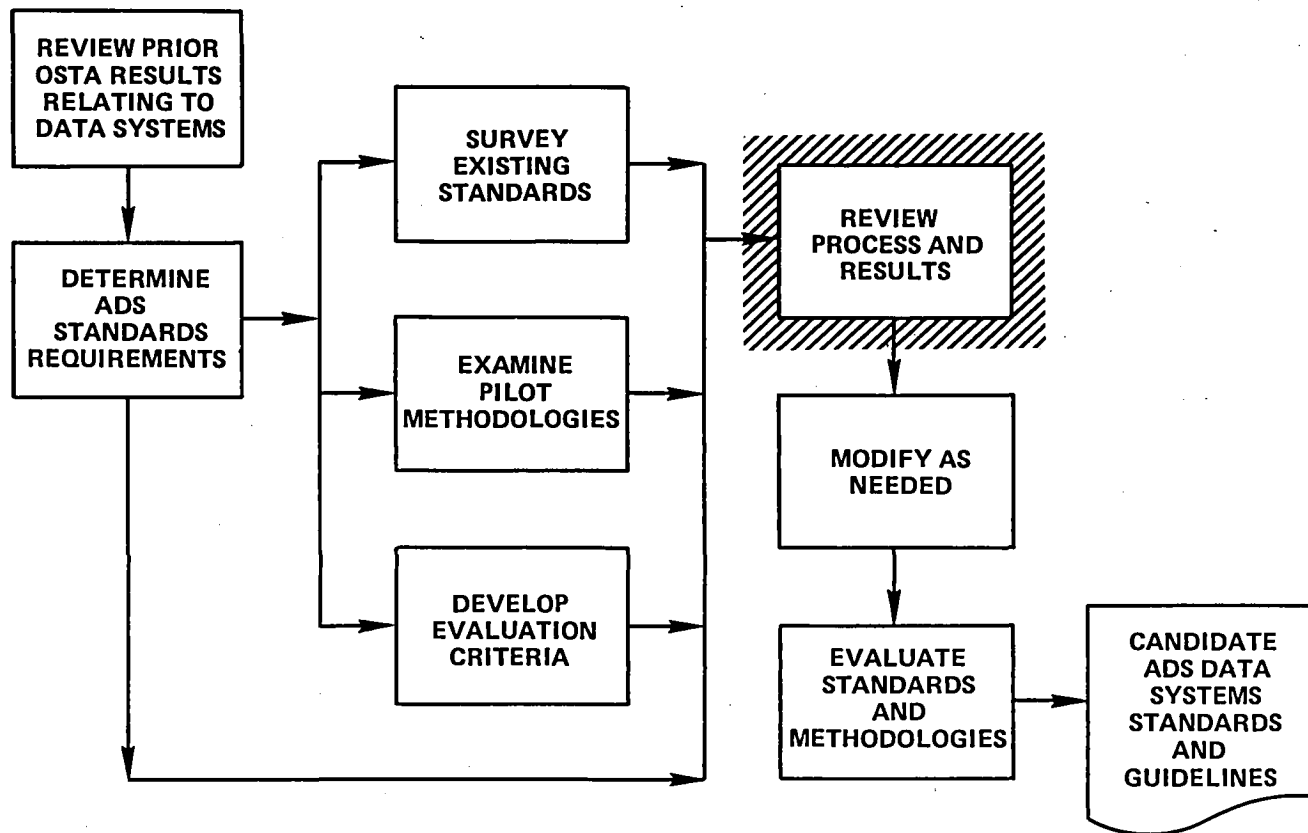 REVIEW PRIOR
OSTA RESULTS
RELATING TO
DATA SYSTEMS
DETERMINE
ADS
STANDARDS
REQUIREMENTS
SURVEY
EXISTING
STANDARDS
EXAMINE
PILOT
METHODOLOGIES
DEVELOP
EVALUATION
CRITERIA
REVIEW
PROCESS AND
RESULTS
MODIFY AS
NEEDED
EVALUATE
STANDARDS
AND
METHODOLOGIES
CANDIDATE
ADS DATA
SYSTEMS
STANDARDS
AND
GUIDELINES